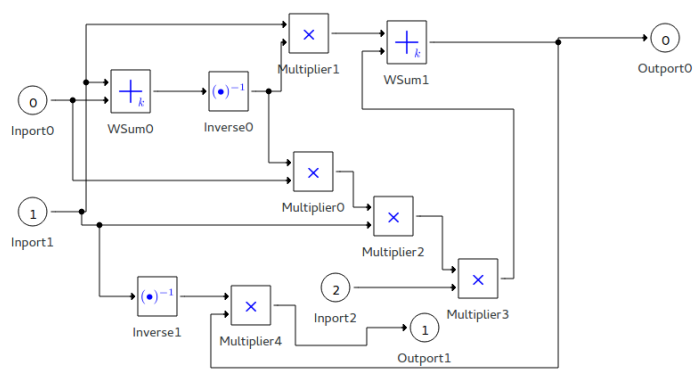 ×
Multiplier1
+k
WSum1
0
Outport0
0
Inport0
+k
WSum0
(•)⁻¹
Inverse0
×
Multiplier0
1
Inport1
×
Multiplier2
2
Inport2
×
Multiplier3
(•)⁻¹
Inverse1
×
Multiplier4
1
Outport1